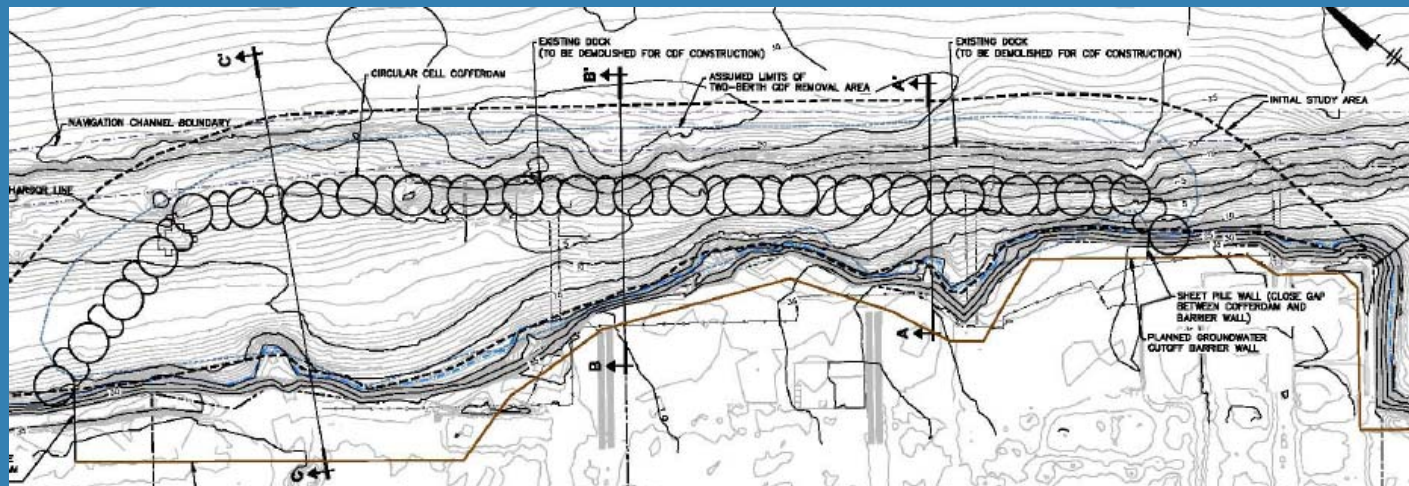 EXISTING DOCK
(TO BE DEMOLISHED FOR CDF CONSTRUCTION)
EXISTING DOCK
(TO BE DEMOLISHED FOR CDF CONSTRUCTION)
C'
B'
A'
CIRCULAR CELL COFFERDAM
ASSUMED LIMITS OF
TWO-BERTH CDF REMOVAL AREA
INITIAL STUDY AREA
NAVIGATION CHANNEL BOUNDARY
HARBOR LINE
SHEET PILE WALL (CLOSE GAP
BETWEEN COFFERDAM AND
BARRIER WALL)
PLANNED GROUNDWATER
CUTOFF BARRIER WALL
A
B
C